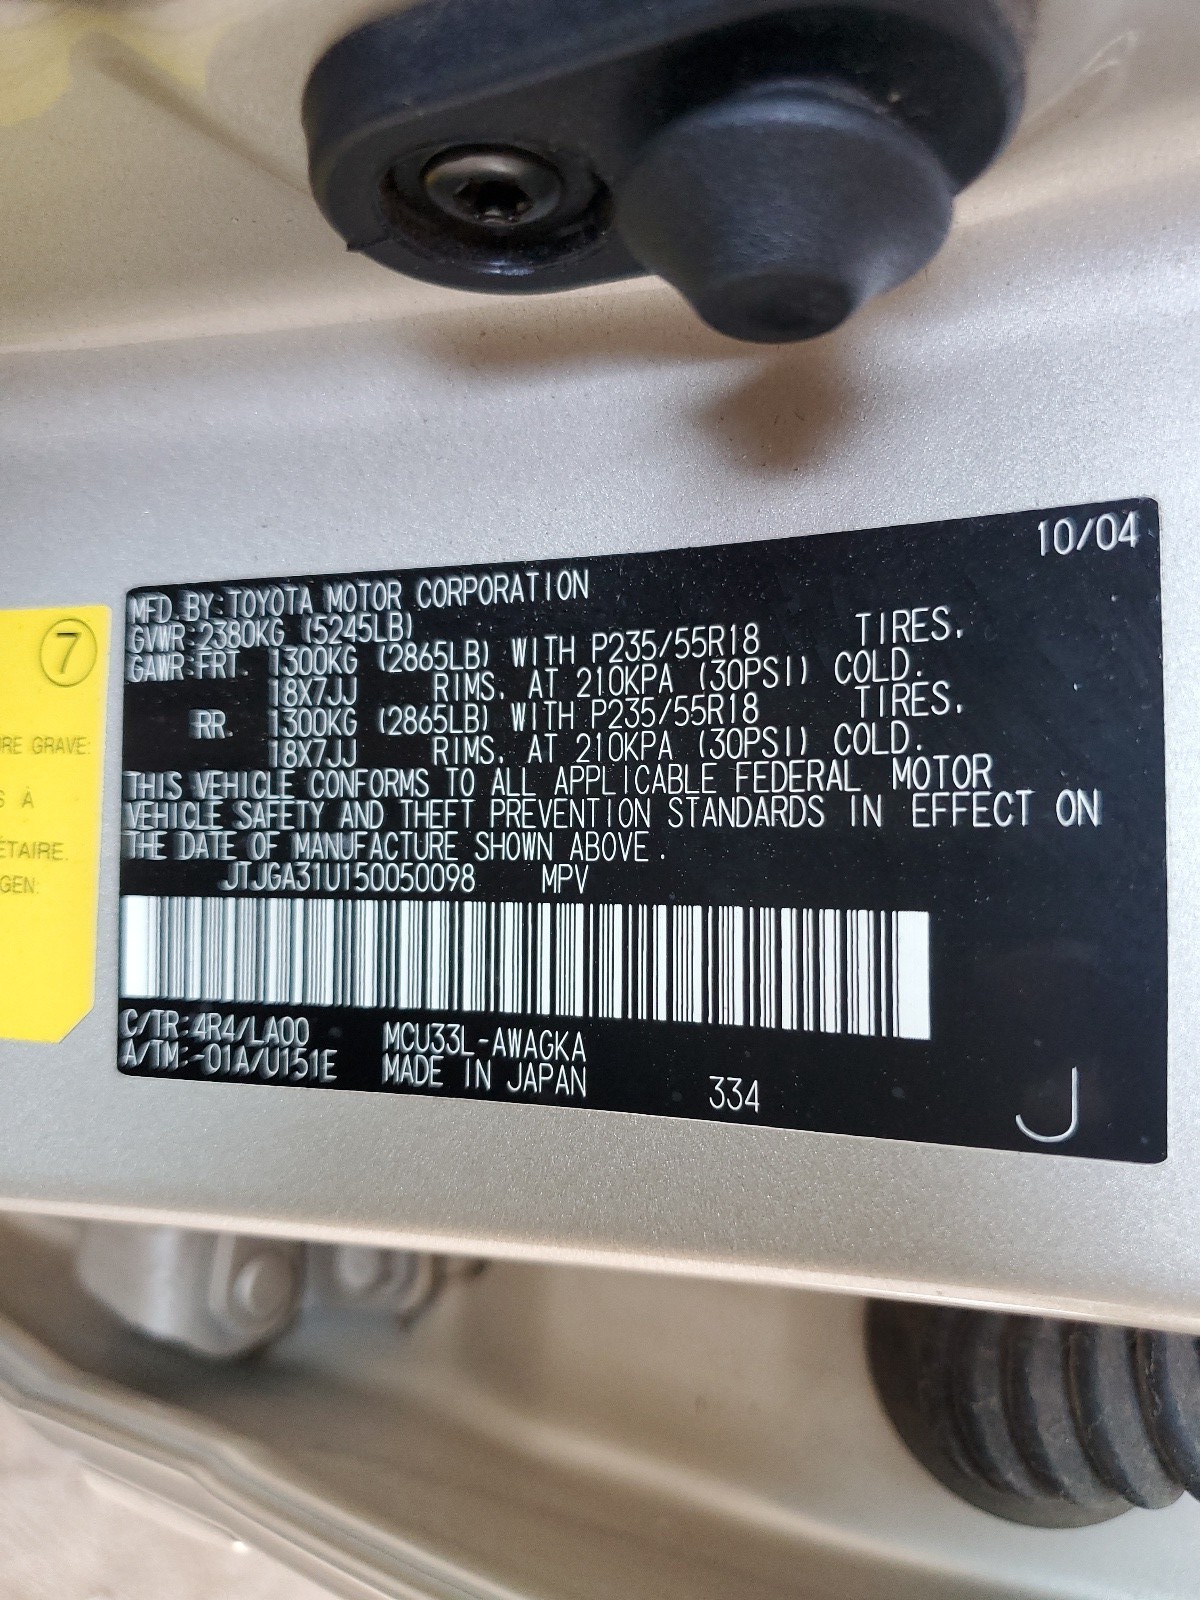 10/04
MFD. BY: TOYOTA MOTOR CORPORATION
GVWR: 2380KG (5245LB)
GAWR: FRT. 1300KG (2865LB) WITH P235/55R18 TIRES.
18X7JJ RIMS. AT 210KPA (30PSI) COLD.
RR. 1300KG (2865LB) WITH P235/55R18 TIRES.
18X7JJ RIMS. AT 210KPA (30PSI) COLD.
THIS VEHICLE CONFORMS TO ALL APPLICABLE FEDERAL MOTOR
VEHICLE SAFETY AND THEFT PREVENTION STANDARDS IN EFFECT ON
THE DATE OF MANUFACTURE SHOWN ABOVE.
JTJGA31U150050098 MPV
C/TR: 4R4/LA00 MCU33L-AWAGKA
A/TM: -01A/U151E MADE IN JAPAN
334
J
7
GRAVE:
À